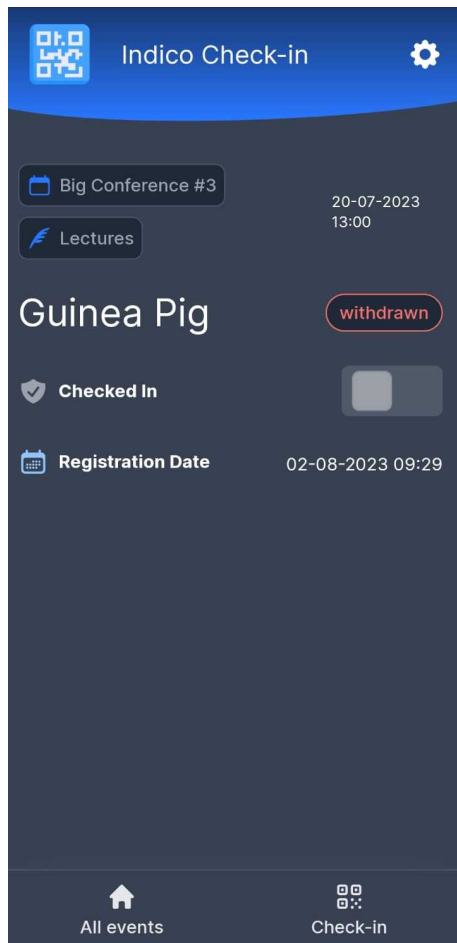 Indico Check-in
Big Conference #3
20-07-2023
13:00
Lectures
Guinea Pig
withdrawn
Checked In
Registration Date
02-08-2023 09:29
All events
Check-in